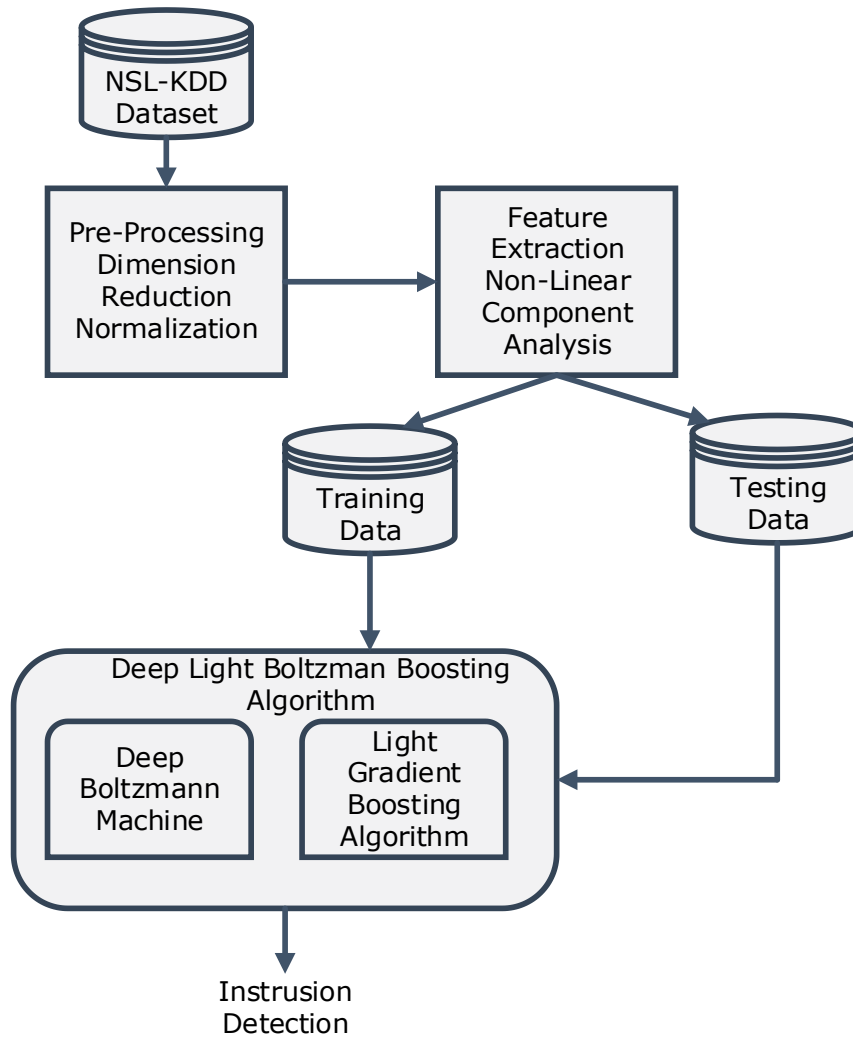 NSL-KDD
Dataset
Pre-Processing
Dimension
Reduction
Normalization
Feature
Extraction
Non-Linear
Component
Analysis
Training
Data
Testing
Data
Deep Light Boltzman Boosting
Algorithm
Deep
Boltzmann
Machine
Light
Gradient
Boosting
Algorithm
Instrusion
Detection